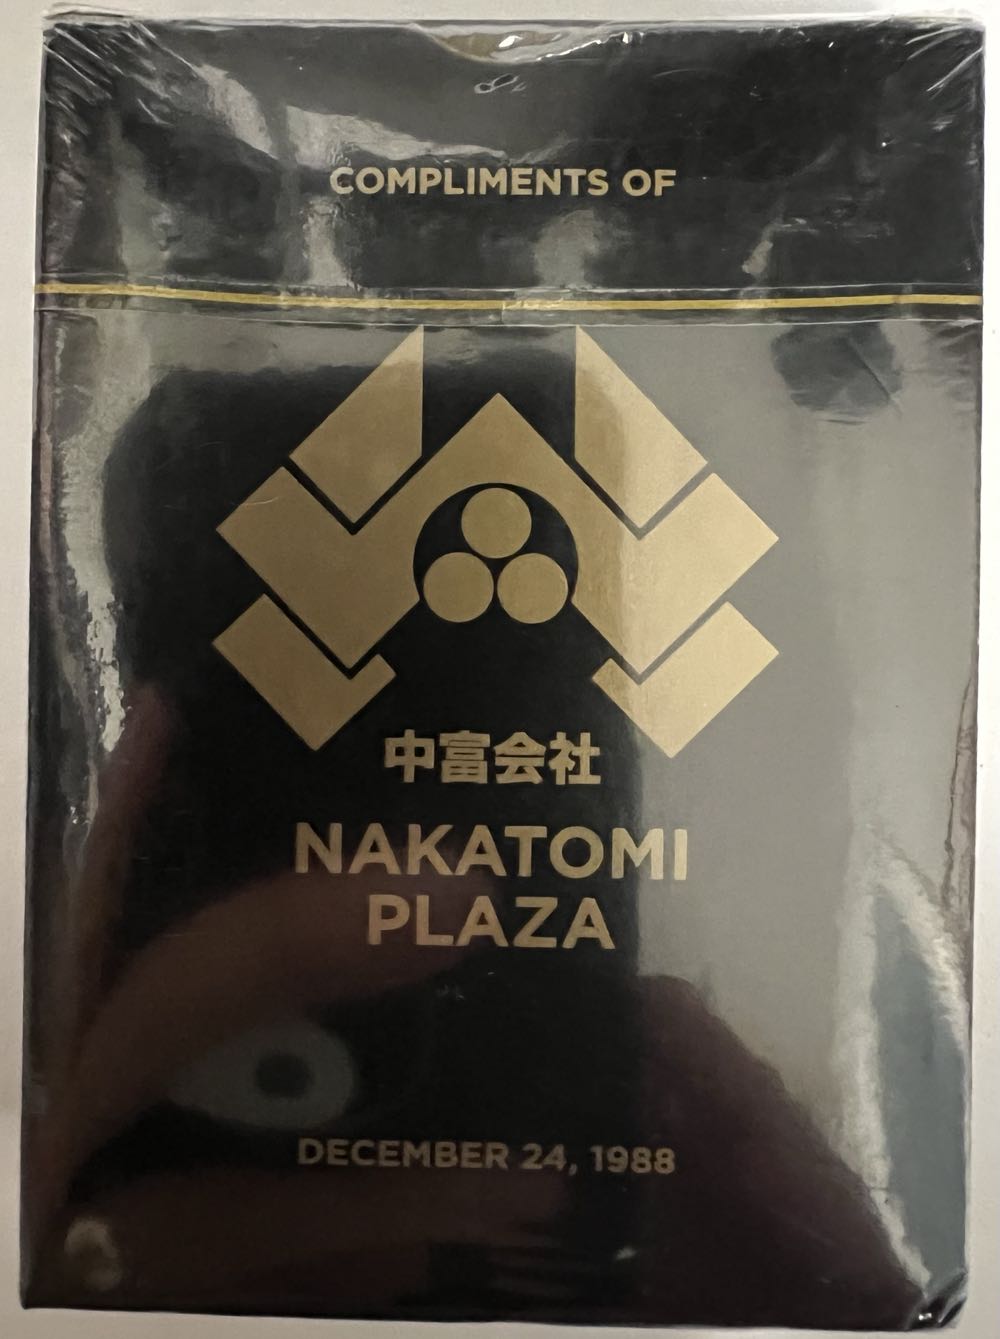 COMPLIMENTS OF
中富会社
NAKATOMI
PLAZA
DECEMBER 24, 1988